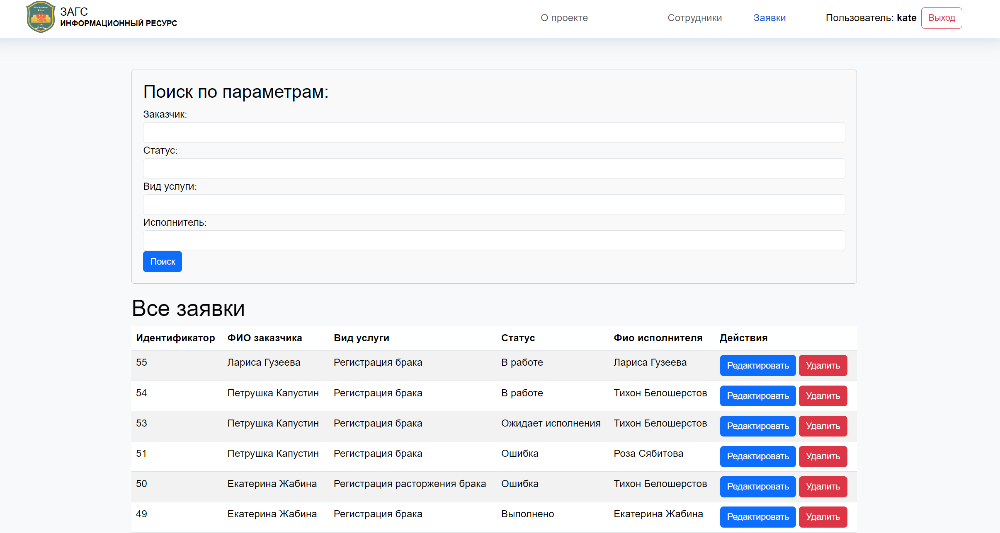 ЗАГС
ИНФОРМАЦИОННЫЙ РЕСУРС
О проекте Сотрудники Заявки Пользователь: kate Выход
Поиск по параметрам:
Заказчик:
Статус:
Вид услуги:
Исполнитель:
Поиск
Все заявки
Идентификатор ФИО заказчика Вид услуги Статус Фио исполнителя Действия
55 Лариса Гузеева Регистрация брака В работе Лариса Гузеева Редактировать Удалить
54 Петрушка Капустин Регистрация брака В работе Тихон Белошерстов Редактировать Удалить
53 Петрушка Капустин Регистрация брака Ожидает исполнения Тихон Белошерстов Редактировать Удалить
51 Петрушка Капустин Регистрация брака Ошибка Роза Сябитова Редактировать Удалить
50 Екатерина Жабина Регистрация расторжения брака Ошибка Тихон Белошерстов Редактировать Удалить
49 Екатерина Жабина Регистрация брака Выполнено Екатерина Жабина Редактировать Удалить